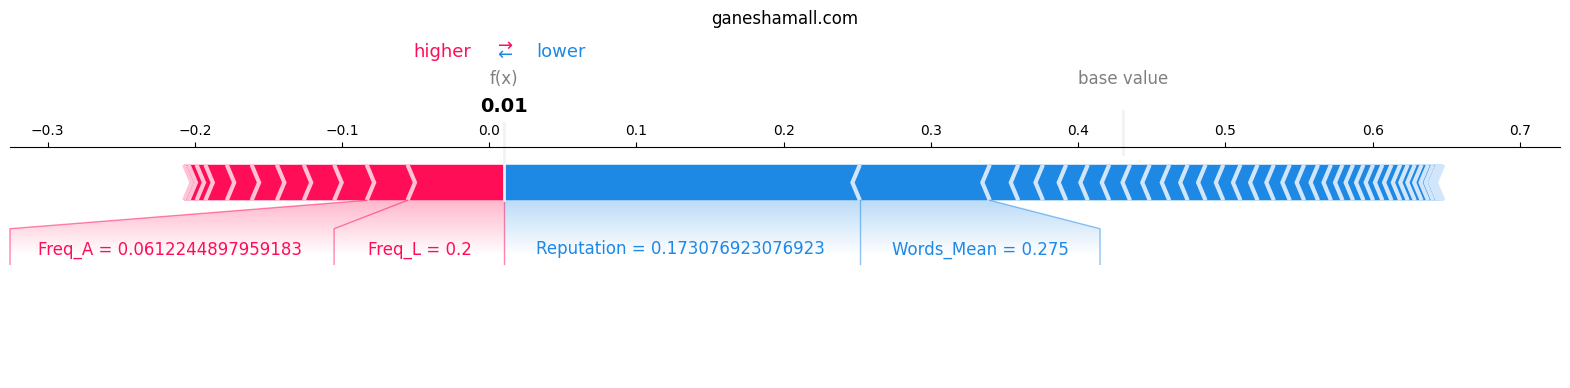 ganeshamall.com
higher ⇄ lower
f(x) base value
0.01
−0.3 −0.2 −0.1 0.0 0.1 0.2 0.3 0.4 0.5 0.6 0.7
Freq_A = 0.0612244897959183 Freq_L = 0.2 Reputation = 0.173076923076923 Words_Mean = 0.275